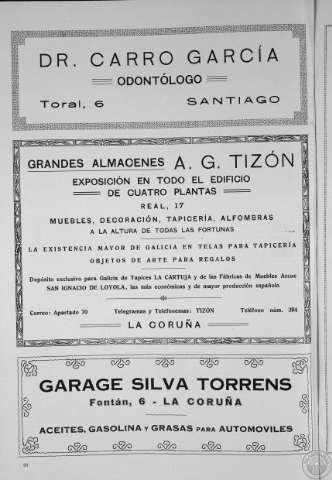 DR. CARRO GARCÍA
ODONTÓLOGO
Toral, 6 SANTIAGO
GRANDES ALMACENES A. G. TIZÓN
EXPOSICIÓN EN TODO EL EDIFICIO
DE CUATRO PLANTAS
REAL, 17
MUEBLES, DECORACIÓN, TAPICERÍA, ALFOMBRAS
A LA ALTURA DE TODAS LAS FORTUNAS
LA EXISTENCIA MAYOR DE GALICIA EN TELAS PARA TAPICERÍA
OBJETOS DE ARTE PARA REGALOS
Depósito exclusivo para Galicia de Tapices LA CARTUJA y de las Fábricas de Muebles
SAN IGNACIO DE LOYOLA, las más económicas y de mayor producción española
Correo: Apartado 70 Telegramas y Telefonemas: TIZÓN Teléfono núm. 394
LA CORUÑA
GARAGE SILVA TORRENS
Fontán, 6 - LA CORUÑA
ACEITES, GASOLINA Y GRASAS PARA AUTOMOVILES